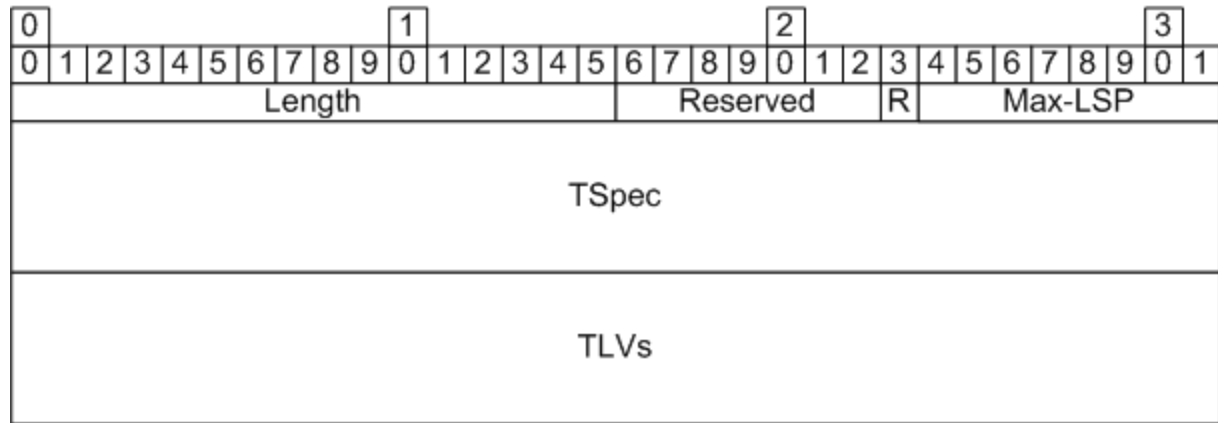 0 1 2 3
0 1 2 3 4 5 6 7 8 9 0 1 2 3 4 5 6 7 8 9 0 1 2 3 4 5 6 7 8 9 0 1
Length Reserved R Max-LSP
TSpec
TLVs